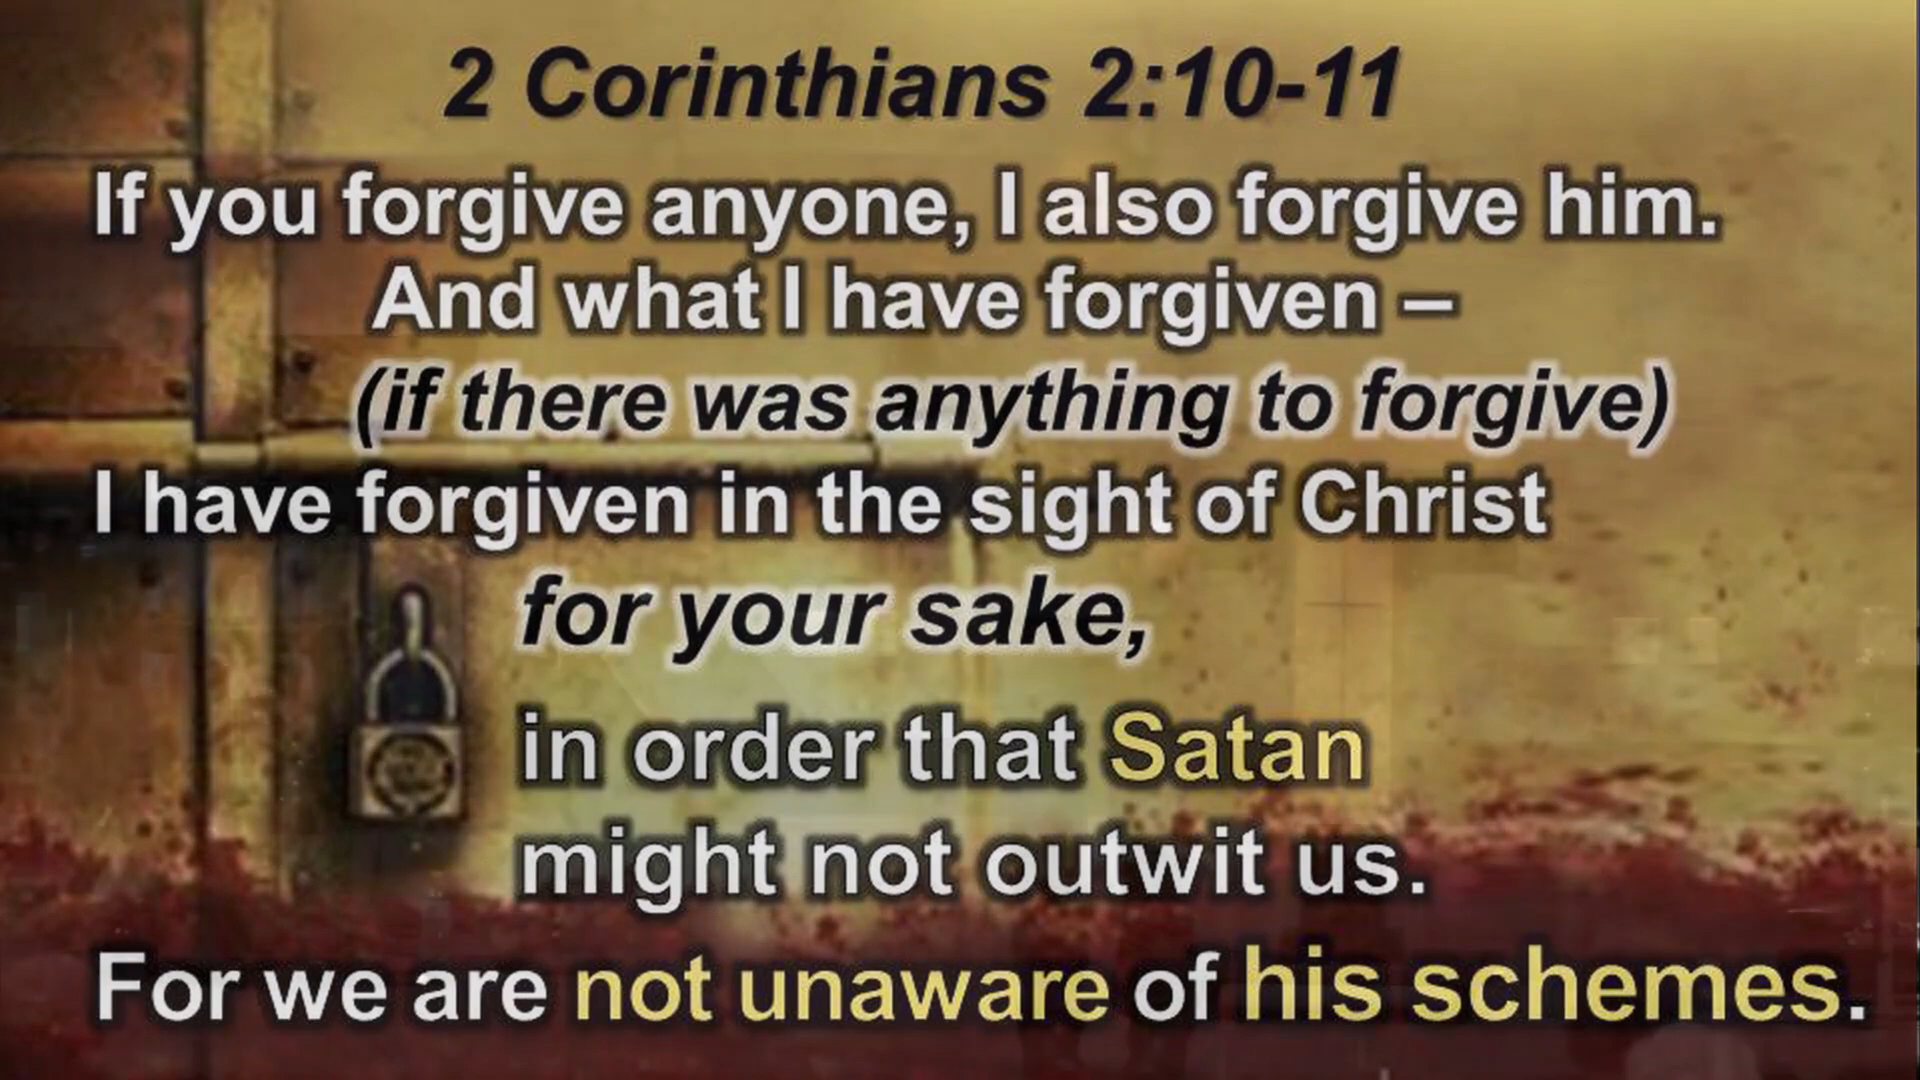 2 Corinthians 2:10-11
If you forgive anyone, I also forgive him.
And what I have forgiven –
(if there was anything to forgive)
I have forgiven in the sight of Christ
for your sake,
in order that Satan
might not outwit us.
For we are not unaware of his schemes.